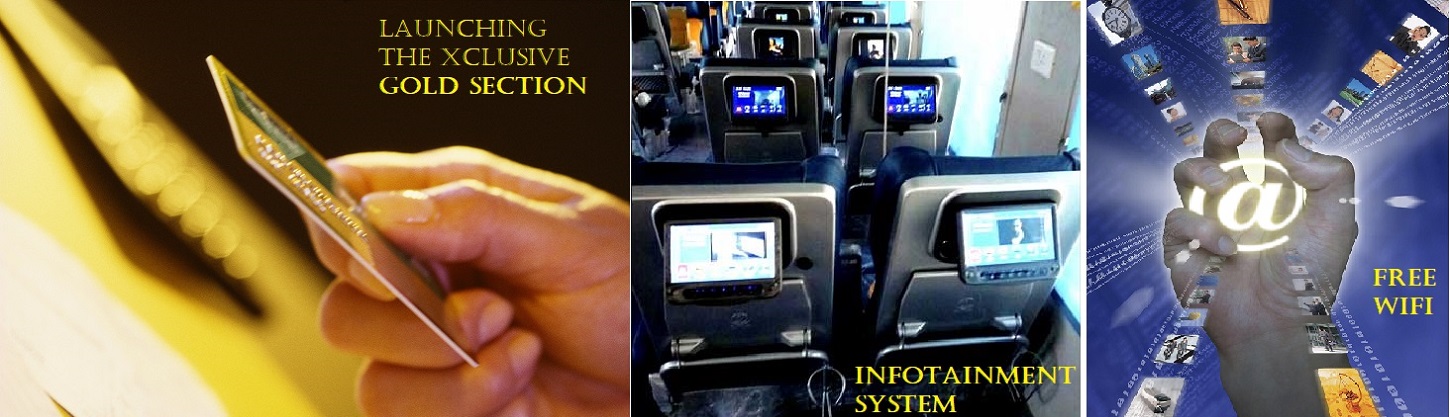 LAUNCHING
THE XCLUSIVE
GOLD SECTION
INFOTAINMENT
SYSTEM
@
FREE
WIFI